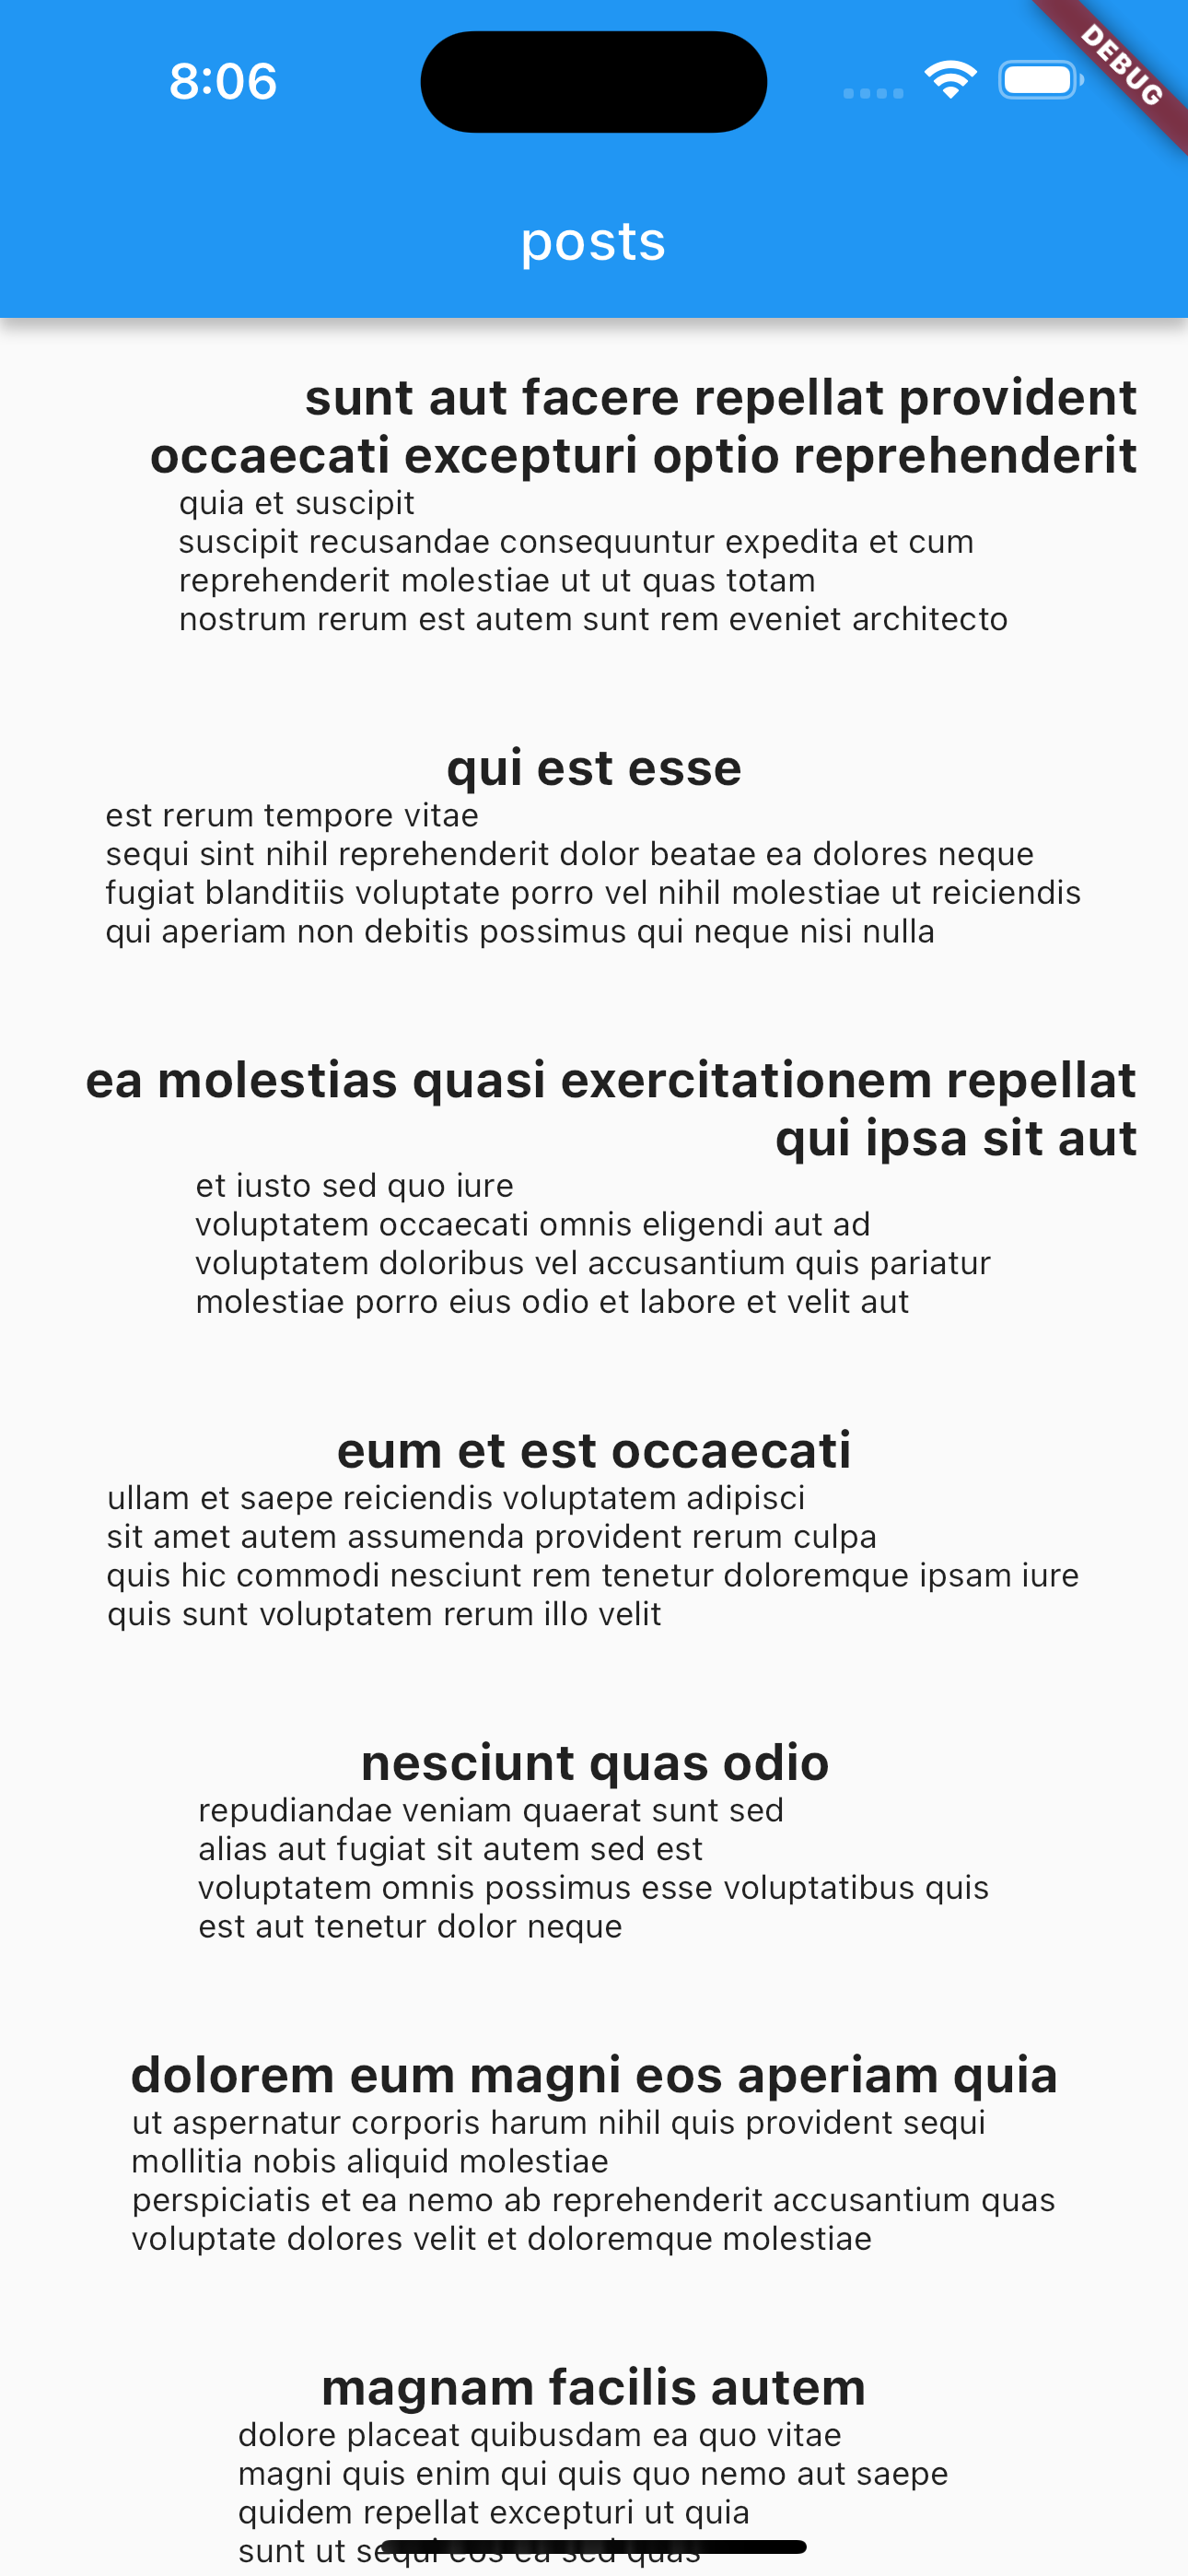 8:06
DEBUG
posts
sunt aut facere repellat provident
occaecati excepturi optio reprehenderit
quia et suscipit
suscipit recusandae consequuntur expedita et cum
reprehenderit molestiae ut ut quas totam
nostrum rerum est autem sunt rem eveniet architecto
qui est esse
est rerum tempore vitae
sequi sint nihil reprehenderit dolor beatae ea dolores neque
fugiat blanditiis voluptate porro vel nihil molestiae ut reiciendis
qui aperiam non debitis possimus qui neque nisi nulla
ea molestias quasi exercitationem repellat
qui ipsa sit aut
et iusto sed quo iure
voluptatem occaecati omnis eligendi aut ad
voluptatem doloribus vel accusantium quis pariatur
molestiae porro eius odio et labore et velit aut
eum et est occaecati
ullam et saepe reiciendis voluptatem adipisci
sit amet autem assumenda provident rerum culpa
quis hic commodi nesciunt rem tenetur doloremque ipsam iure
quis sunt voluptatem rerum illo velit
nesciunt quas odio
repudiandae veniam quaerat sunt sed
alias aut fugiat sit autem sed est
voluptatem omnis possimus esse voluptatibus quis
est aut tenetur dolor neque
dolorem eum magni eos aperiam quia
ut aspernatur corporis harum nihil quis provident sequi
mollitia nobis aliquid molestiae
perspiciatis et ea nemo ab reprehenderit accusantium quas
voluptate dolores velit et doloremque molestiae
magnam facilis autem
dolore placeat quibusdam ea quo vitae
magni quis enim qui quis quo nemo aut saepe
quidem repellat excepturi ut quia
sunt ut sequi eos ea sed quas